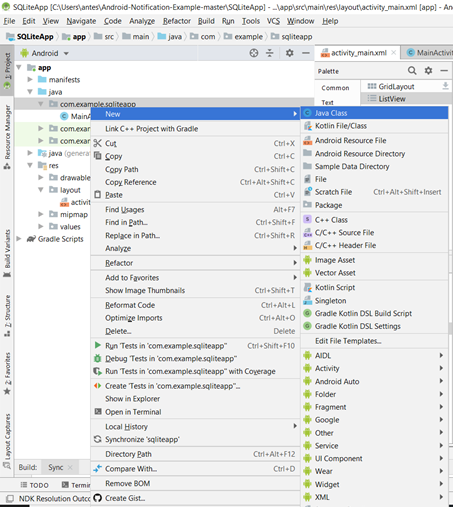 SQLiteApp [C:\Users\antes\Android-Notification-Example-master\SQLiteApp] - ...\app\src\main\res\layout\activity_main.xml [app] - Android
File Edit View Navigate Code Analyze Refactor Build Run Tools VCS Window Help
SQLiteApp app src main java com example sqliteapp
Android
activity_main.xml MainActivi
1: Project
Resource Manager
Build Variants
7: Structure
2: Favorites
Layout Captures
app
manifests
java
com.example.sqliteapp
MainA
com.exa
com.exa
java (genera
res
drawable
layout
activi
mipmap
values
Gradle Scripts
Palette
Common
Text
GridLayout
ListView
New
Link C++ Project with Gradle
Cut Ctrl+X
Copy Ctrl+C
Copy Path Ctrl+Shift+C
Copy Reference Ctrl+Alt+Shift+C
Paste Ctrl+V
Find Usages Alt+F7
Find in Path... Ctrl+Shift+F
Replace in Path... Ctrl+Shift+R
Analyze
Refactor
Add to Favorites
Show Image Thumbnails Ctrl+Shift+T
Reformat Code Ctrl+Alt+L
Optimize Imports Ctrl+Alt+O
Delete... Delete
Run 'Tests in 'com.example.sqliteapp'' Ctrl+Shift+F10
Debug 'Tests in 'com.example.sqliteapp''
Run 'Tests in 'com.example.sqliteapp'' with Coverage
Create 'Tests in 'com.example.sqliteapp''...
Show in Explorer
Open in Terminal
Local History
Synchronize 'sqliteapp'
Directory Path Ctrl+Alt+F12
Compare With... Ctrl+D
Remove BOM
Create Gist...
Java Class
Kotlin File/Class
Android Resource File
Android Resource Directory
Sample Data Directory
File
Scratch File Ctrl+Alt+Shift+Insert
Package
C++ Class
C/C++ Source File
C/C++ Header File
Image Asset
Vector Asset
Kotlin Script
Singleton
Gradle Kotlin DSL Build Script
Gradle Kotlin DSL Settings
Edit File Templates...
AIDL
Activity
Android Auto
Folder
Fragment
Google
Other
Service
UI Component
Wear
Widget
XML
Build: Sync
TODO Termin
NDK Resolution Outco